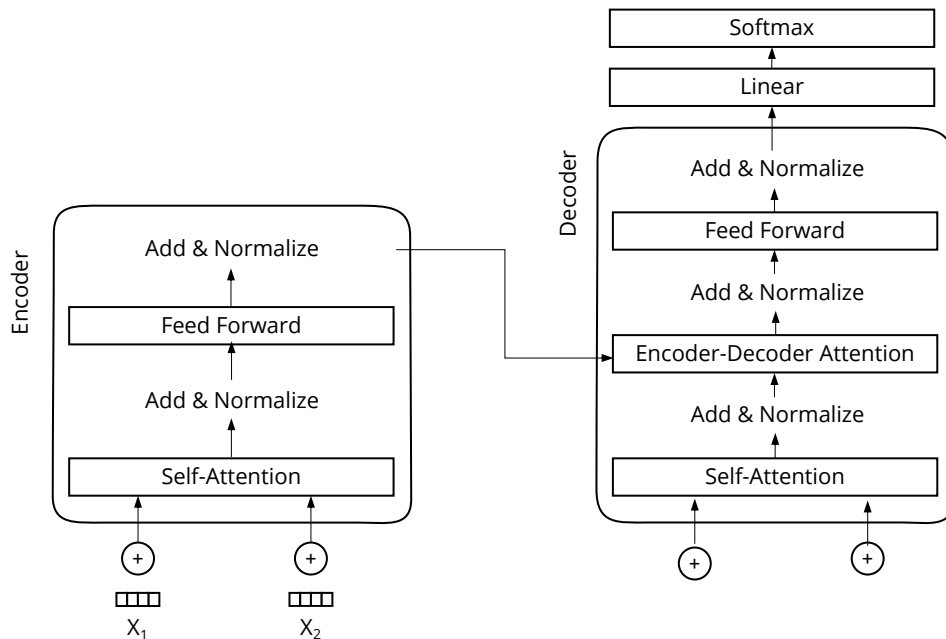 Softmax
Linear
Decoder
Add & Normalize
Feed Forward
Add & Normalize
Encoder-Decoder Attention
Add & Normalize
Self-Attention
+
+
Encoder
Add & Normalize
Feed Forward
Add & Normalize
Self-Attention
+
+
X₁
X₂